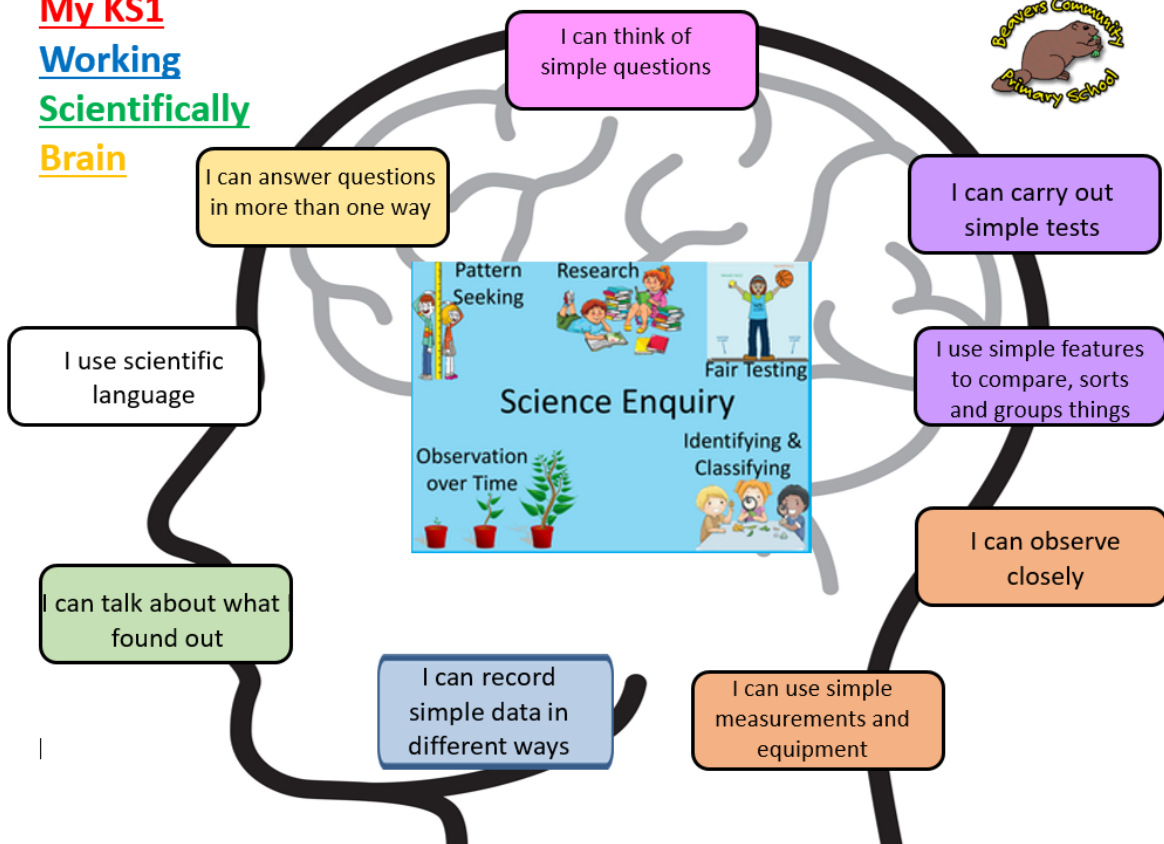 My KS1
Working
Scientifically
Brain
Beavers Community
Primary School
I can think of
simple questions
I can answer questions
in more than one way
I can carry out
simple tests
I use scientific
language
I use simple features
to compare, sorts
and groups things
Pattern
Seeking
Research
Fair Testing
Science Enquiry
Observation
over Time
Identifying &
Classifying
I can observe
closely
I can talk about what I
found out
I can record
simple data in
different ways
I can use simple
measurements and
equipment